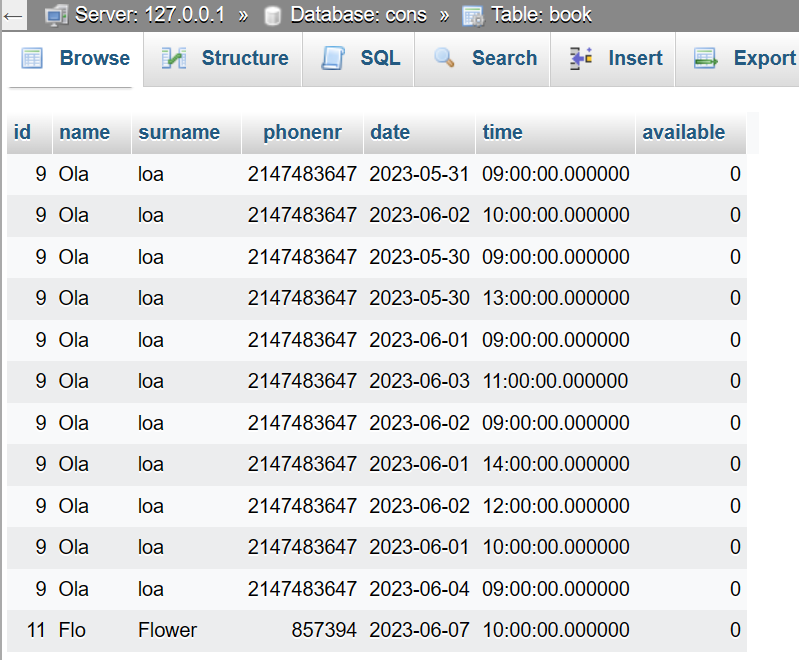 Server: 127.0.0.1 » Database: cons » Table: book
Browse Structure SQL Search Insert Export
id name surname phonenr date time available
9 Ola loa 2147483647 2023-05-31 09:00:00.000000 0
9 Ola loa 2147483647 2023-06-02 10:00:00.000000 0
9 Ola loa 2147483647 2023-05-30 09:00:00.000000 0
9 Ola loa 2147483647 2023-05-30 13:00:00.000000 0
9 Ola loa 2147483647 2023-06-01 09:00:00.000000 0
9 Ola loa 2147483647 2023-06-03 11:00:00.000000 0
9 Ola loa 2147483647 2023-06-02 09:00:00.000000 0
9 Ola loa 2147483647 2023-06-01 14:00:00.000000 0
9 Ola loa 2147483647 2023-06-02 12:00:00.000000 0
9 Ola loa 2147483647 2023-06-01 10:00:00.000000 0
9 Ola loa 2147483647 2023-06-04 09:00:00.000000 0
11 Flo Flower 857394 2023-06-07 10:00:00.000000 0